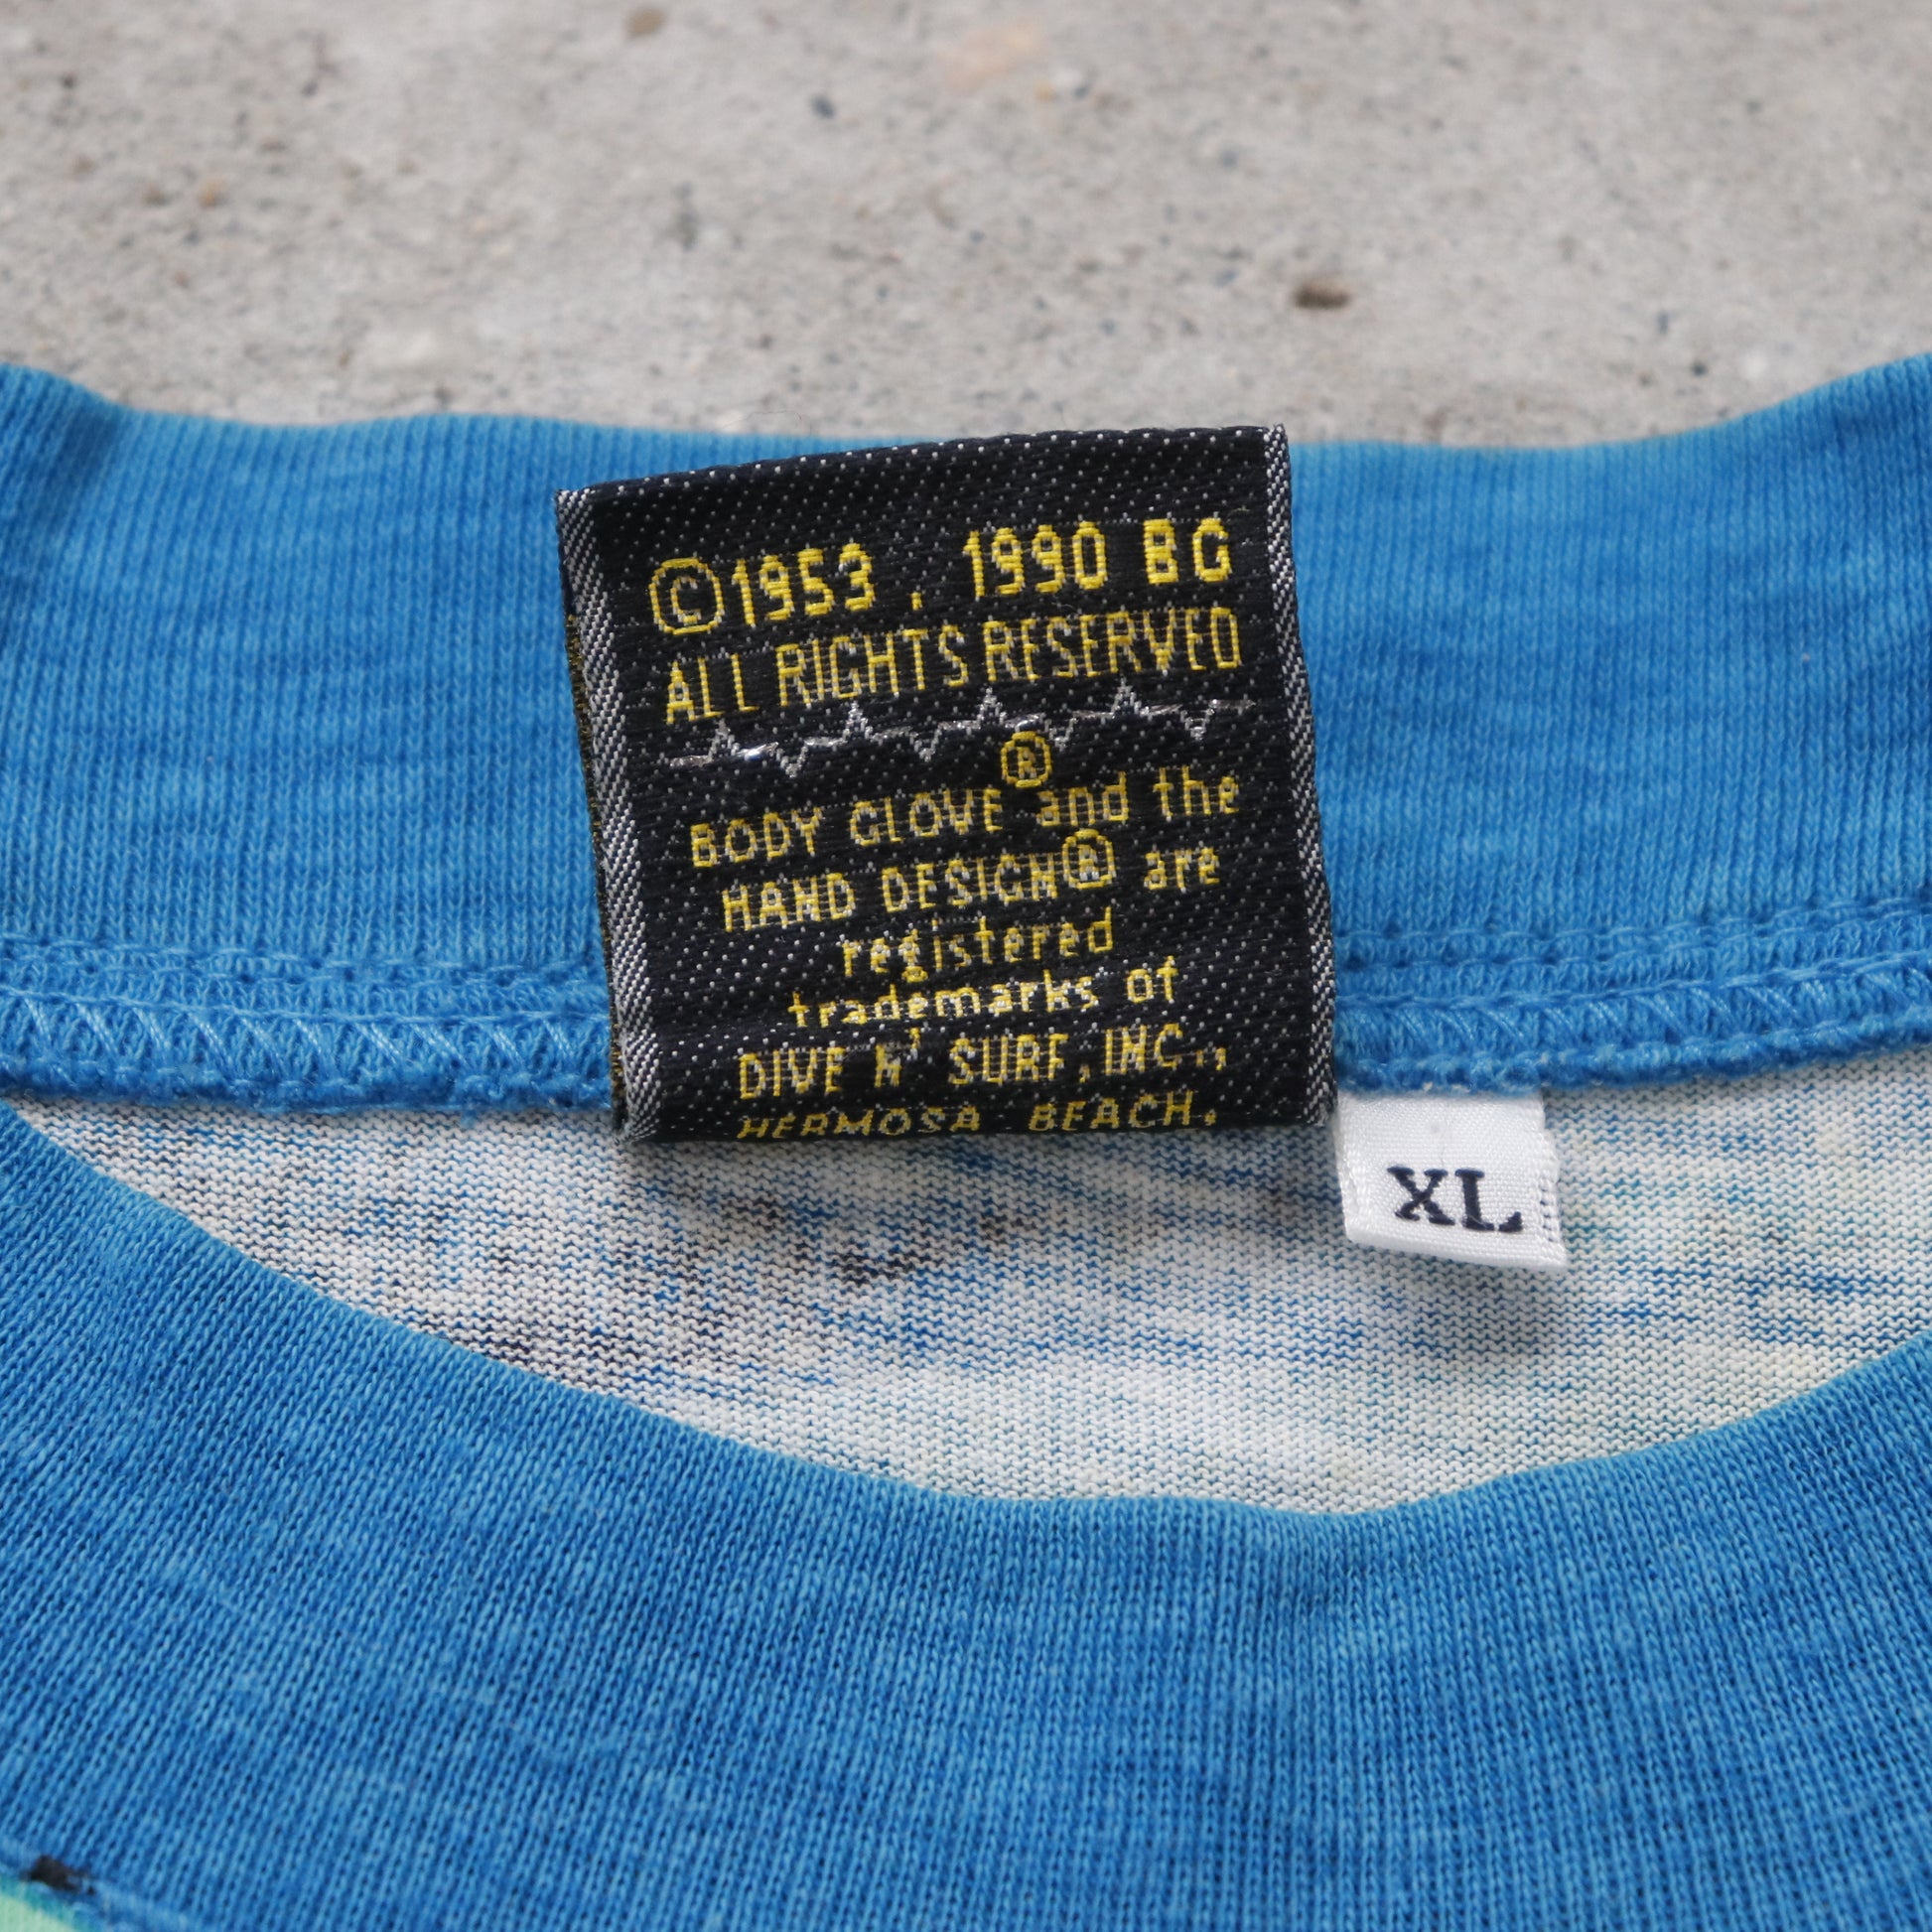 ©1953, 1990 BG
ALL RIGHTS RESERVED
BODY GLOVE® and the
HAND DESIGN® are
registered
trademarks of
DIVE N' SURF, INC.,
HERMOSA BEACH,
XL